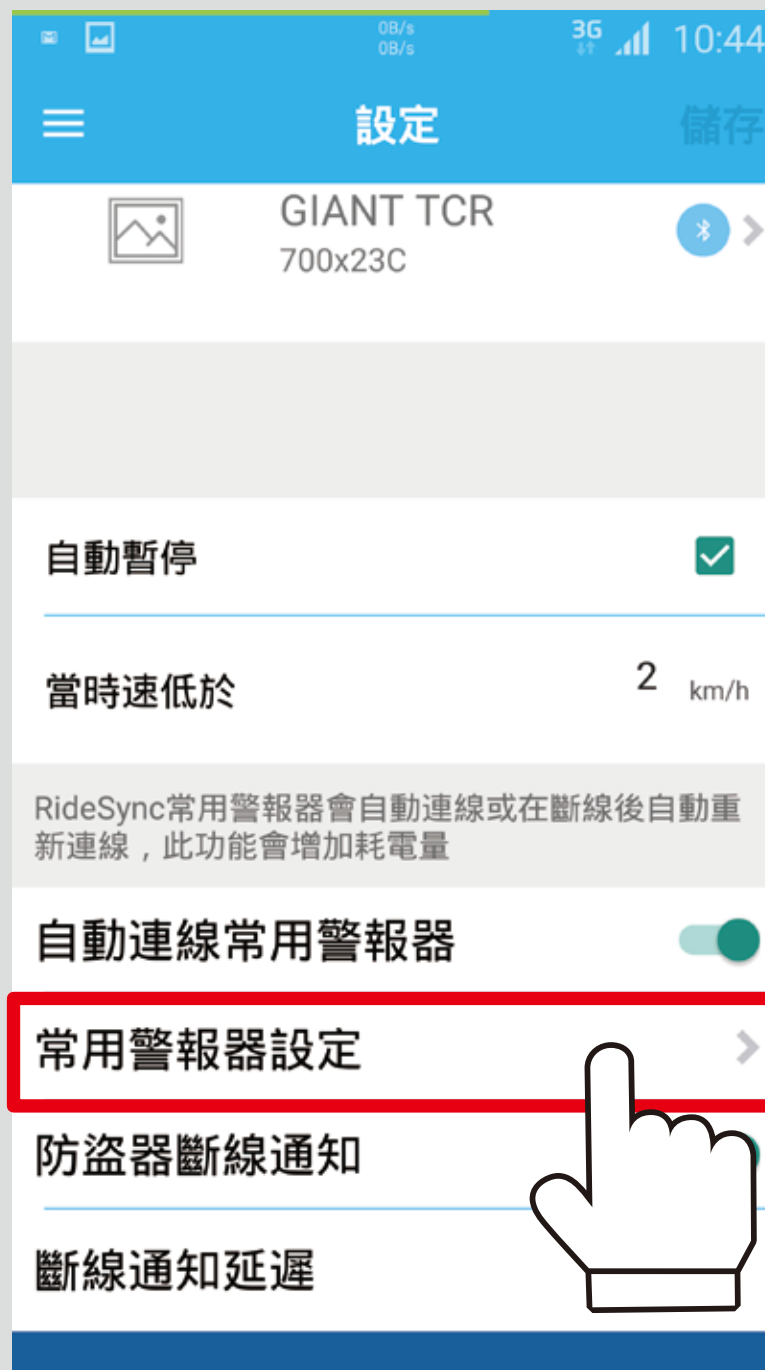 0B/s
0B/s
3G
10:44
設定
儲存
GIANT TCR
700x23C
自動暫停
當時速低於
2 km/h
RideSync常用警報器會自動連線或在斷線後自動重
新連線，此功能會增加耗電量
自動連線常用警報器
常用警報器設定
防盜器斷線通知
斷線通知延遲